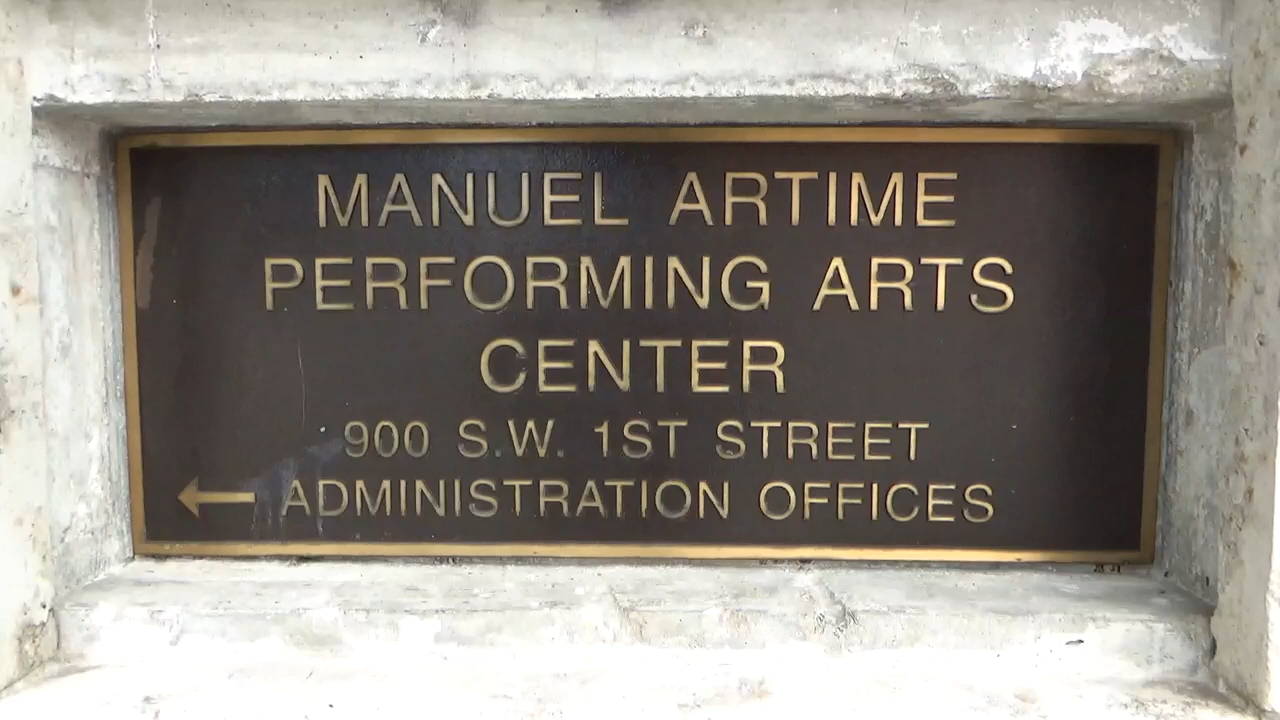 MANUEL ARTIME
PERFORMING ARTS
CENTER
900 S.W. 1ST STREET
ADMINISTRATION OFFICES